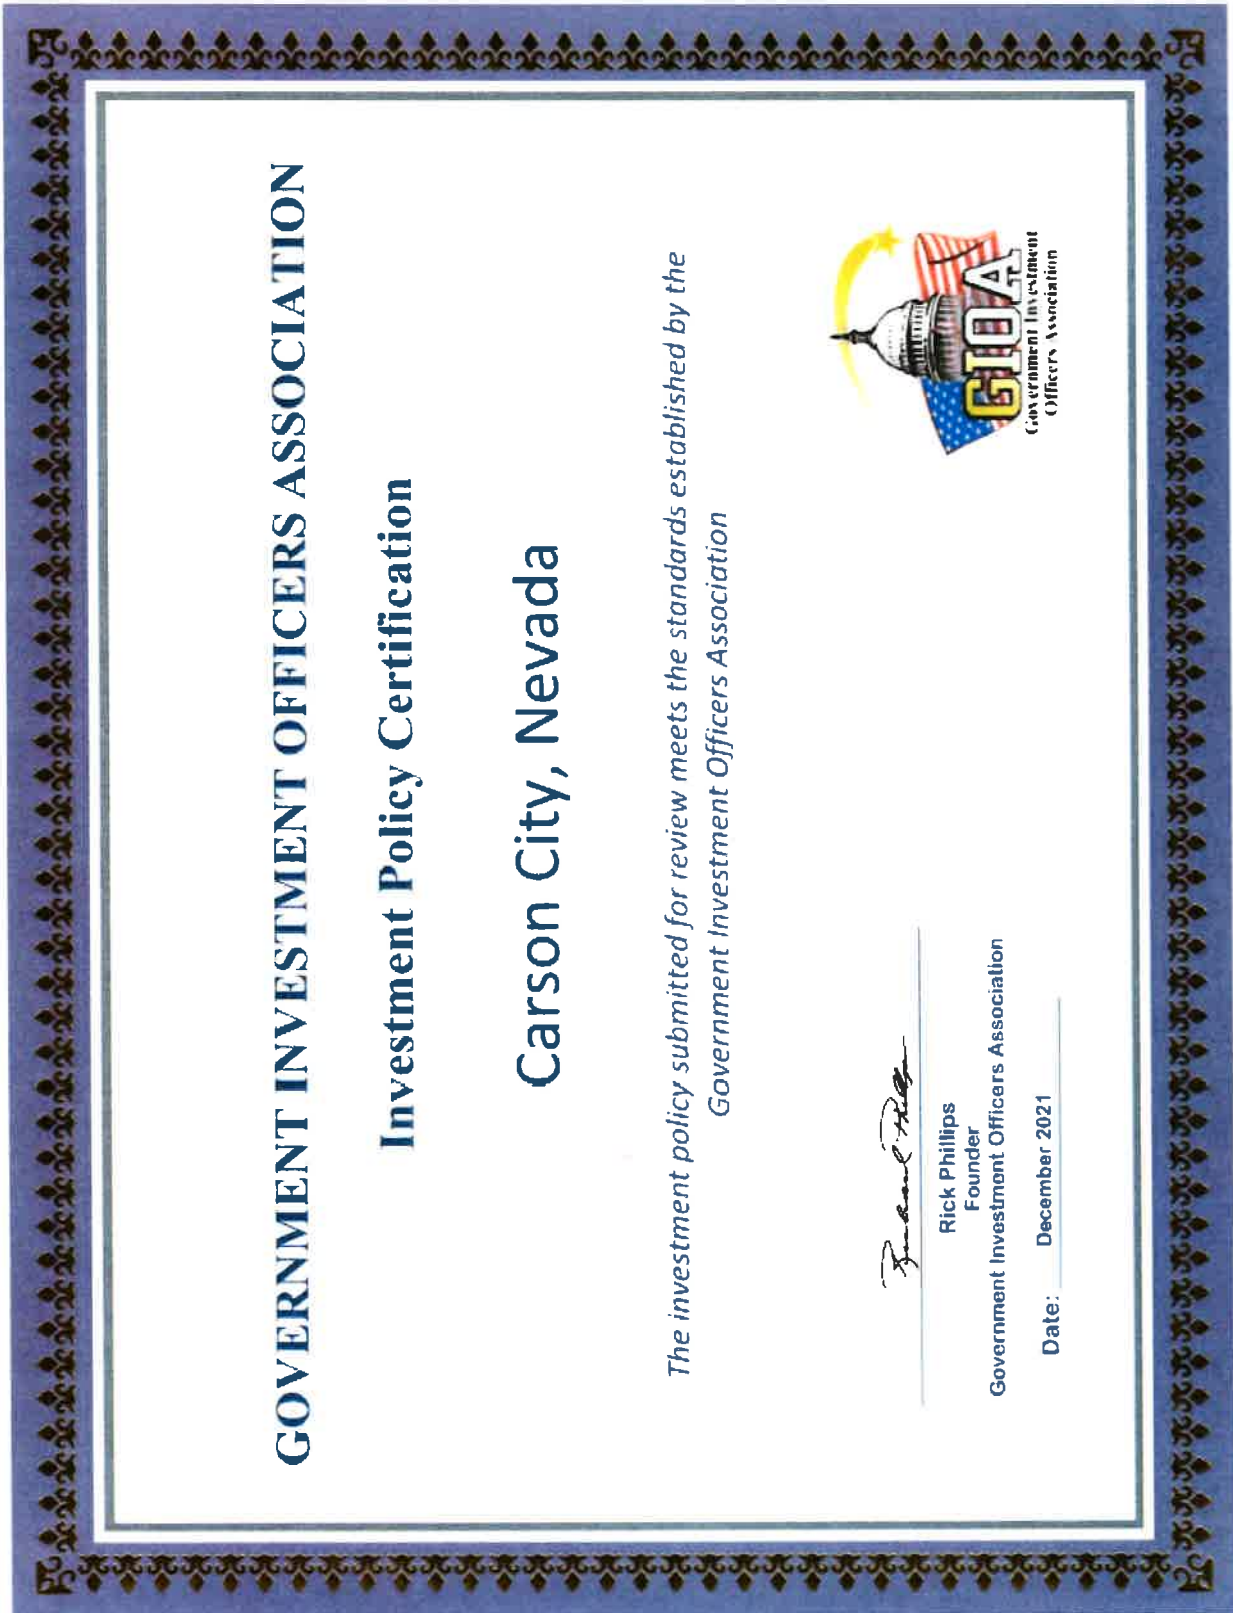 GOVERNMENT INVESTMENT OFFICERS ASSOCIATION
Investment Policy Certification
Carson City, Nevada
The investment policy submitted for review meets the standards established by the
Government Investment Officers Association
Rick Phillips
Founder
Government Investment Officers Association
Date: December 2021
GIOA
Government Investment
Officers Association